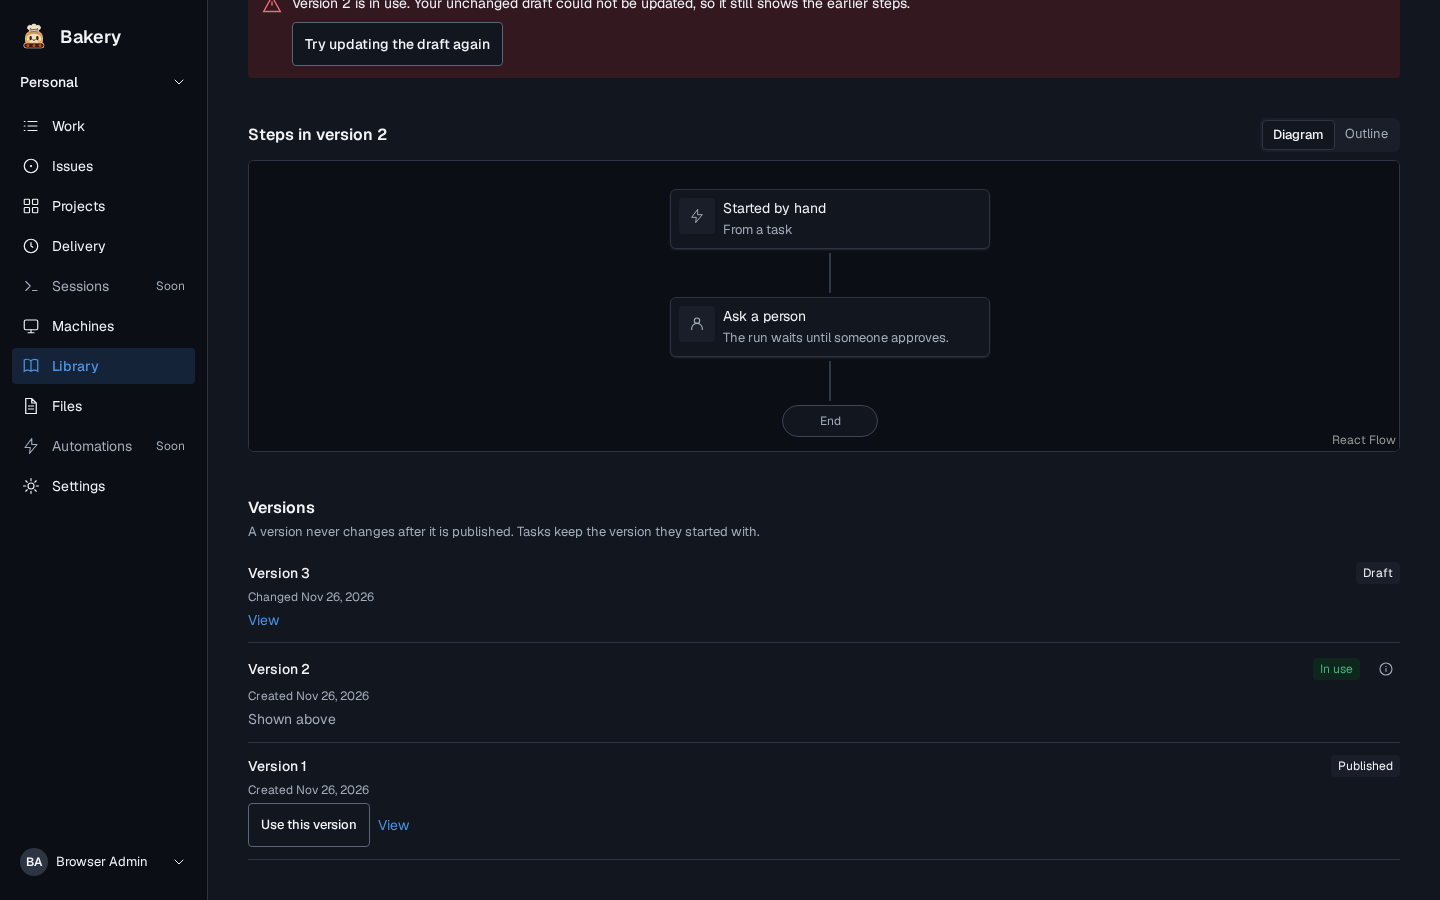 Bakery
Personal
Work
Issues
Projects
Delivery
Sessions Soon
Machines
Library
Files
Automations Soon
Settings
BA Browser Admin
Version 2 is in use. Your unchanged draft could not be updated, so it still shows the earlier steps.
Try updating the draft again
Steps in version 2
Diagram Outline
Started by hand
From a task
Ask a person
The run waits until someone approves.
End
React Flow
Versions
A version never changes after it is published. Tasks keep the version they started with.
Version 3 Draft
Changed Nov 26, 2026
View
Version 2 In use
Created Nov 26, 2026
Shown above
Version 1 Published
Created Nov 26, 2026
Use this version View